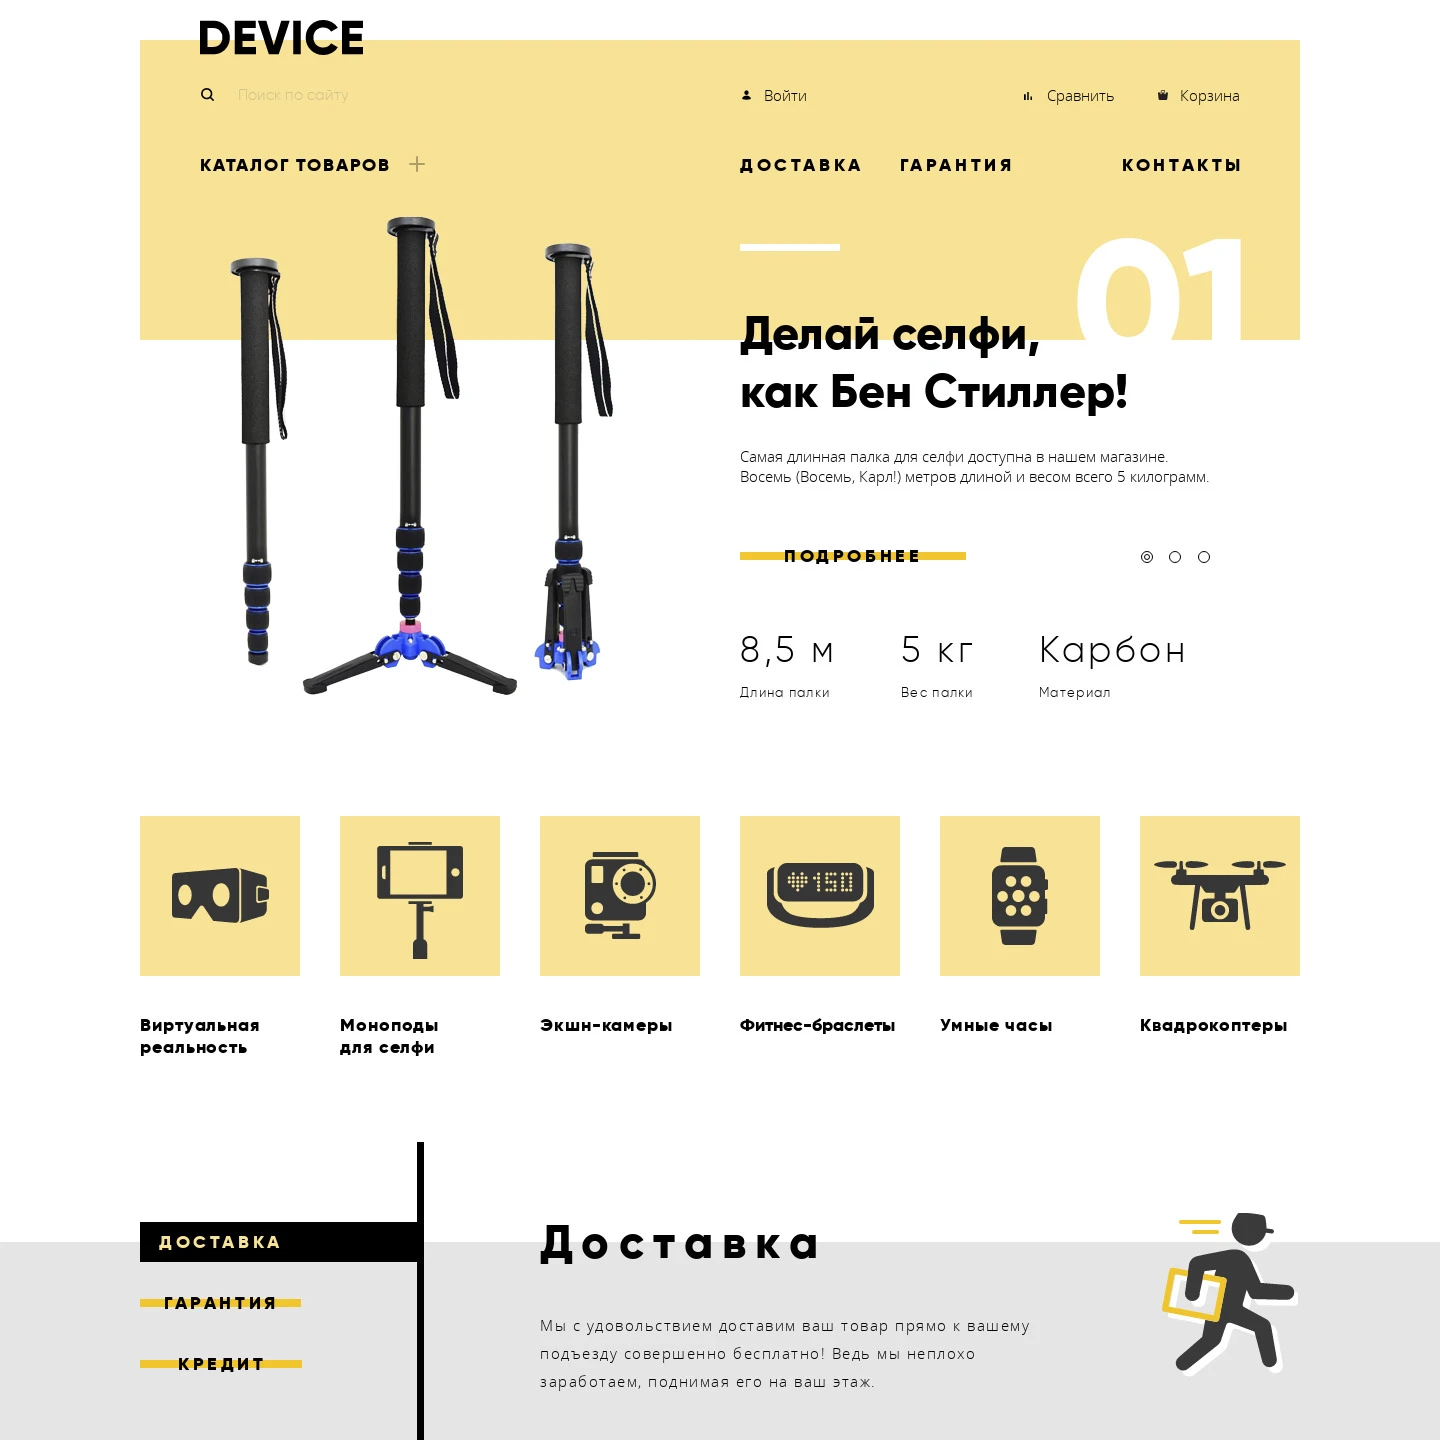 DEVICE
Поиск по сайту
Войти
Сравнить
Корзина
КАТАЛОГ ТОВАРОВ
ДОСТАВКА
ГАРАНТИЯ
КОНТАКТЫ
01
Делай селфи,
как Бен Стиллер!
Самая длинная палка для селфи доступна в нашем магазине.
Восемь (Восемь, Карл!) метров длиной и весом всего 5 килограмм.
ПОДРОБНЕЕ
8,5 м
5 кг
Карбон
Длина палки
Вес палки
Материал
150
Виртуальная
реальность
Моноподы
для селфи
Экшн-камеры
Фитнес-браслеты
Умные часы
Квадрокоптеры
ДОСТАВКА
ГАРАНТИЯ
КРЕДИТ
Доставка
Мы с удовольствием доставим ваш товар прямо к вашему
подъезду совершенно бесплатно! Ведь мы неплохо
заработаем, поднимая его на ваш этаж.